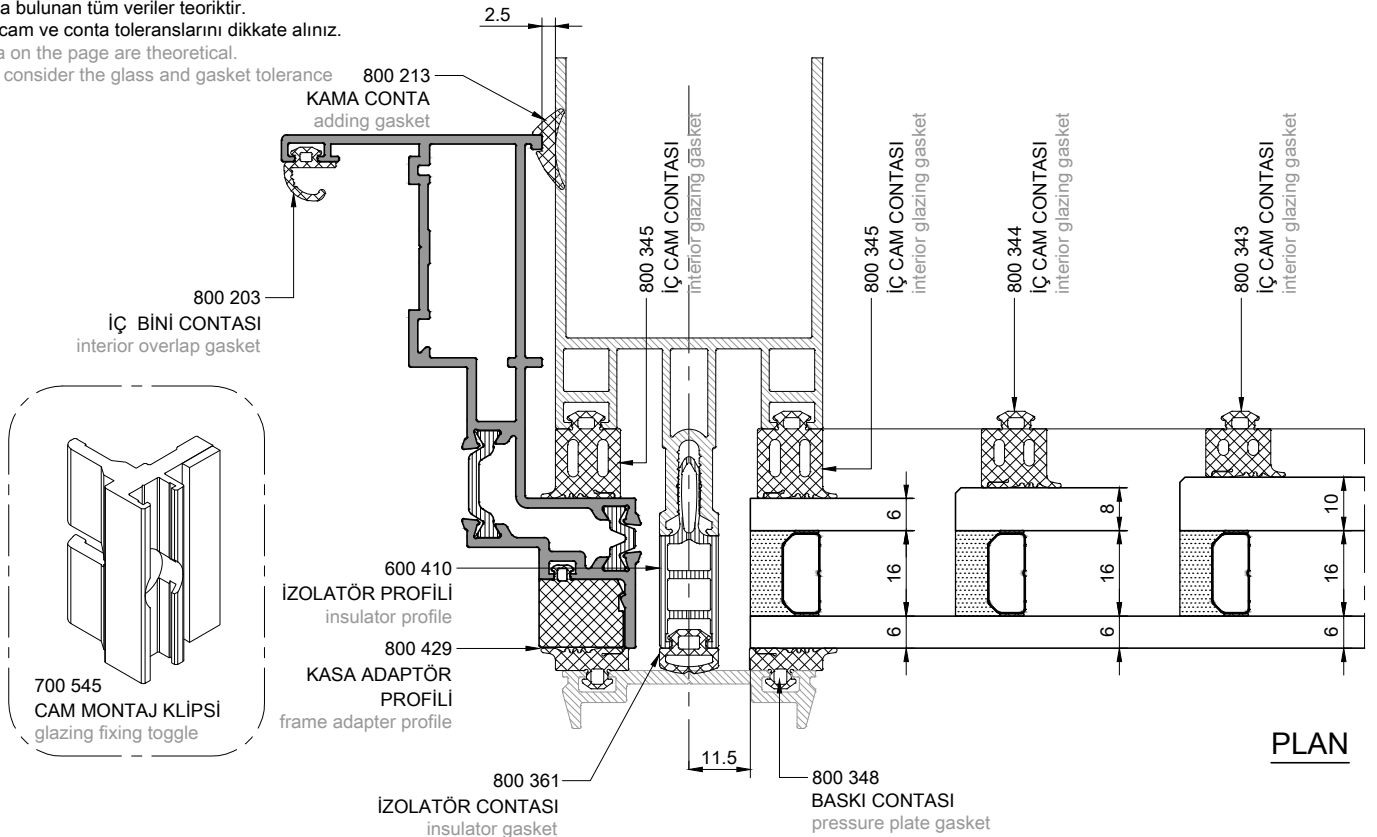 a bulunan tüm veriler teoriktir.
cam ve conta toleranslarını dikkate alınız.
a on the page are theoretical.
consider the glass and gasket tolerance
2.5
800 213
KAMA CONTA
adding gasket
800 203
İÇ BİNİ CONTASI
interior overlap gasket
800 345
İÇ CAM CONTASI
interior glazing gasket
800 345
İÇ CAM CONTASI
interior glazing gasket
800 344
İÇ CAM CONTASI
interior glazing gasket
800 343
İÇ CAM CONTASI
interior glazing gasket
6
16
6
8
16
6
10
16
6
600 410
İZOLATÖR PROFİLİ
insulator profile
800 429
KASA ADAPTÖR
PROFİLİ
frame adapter profile
700 545
CAM MONTAJ KLİPSİ
glazing fixing toggle
11.5
800 361
İZOLATÖR CONTASI
insulator gasket
800 348
BASKI CONTASI
pressure plate gasket
PLAN